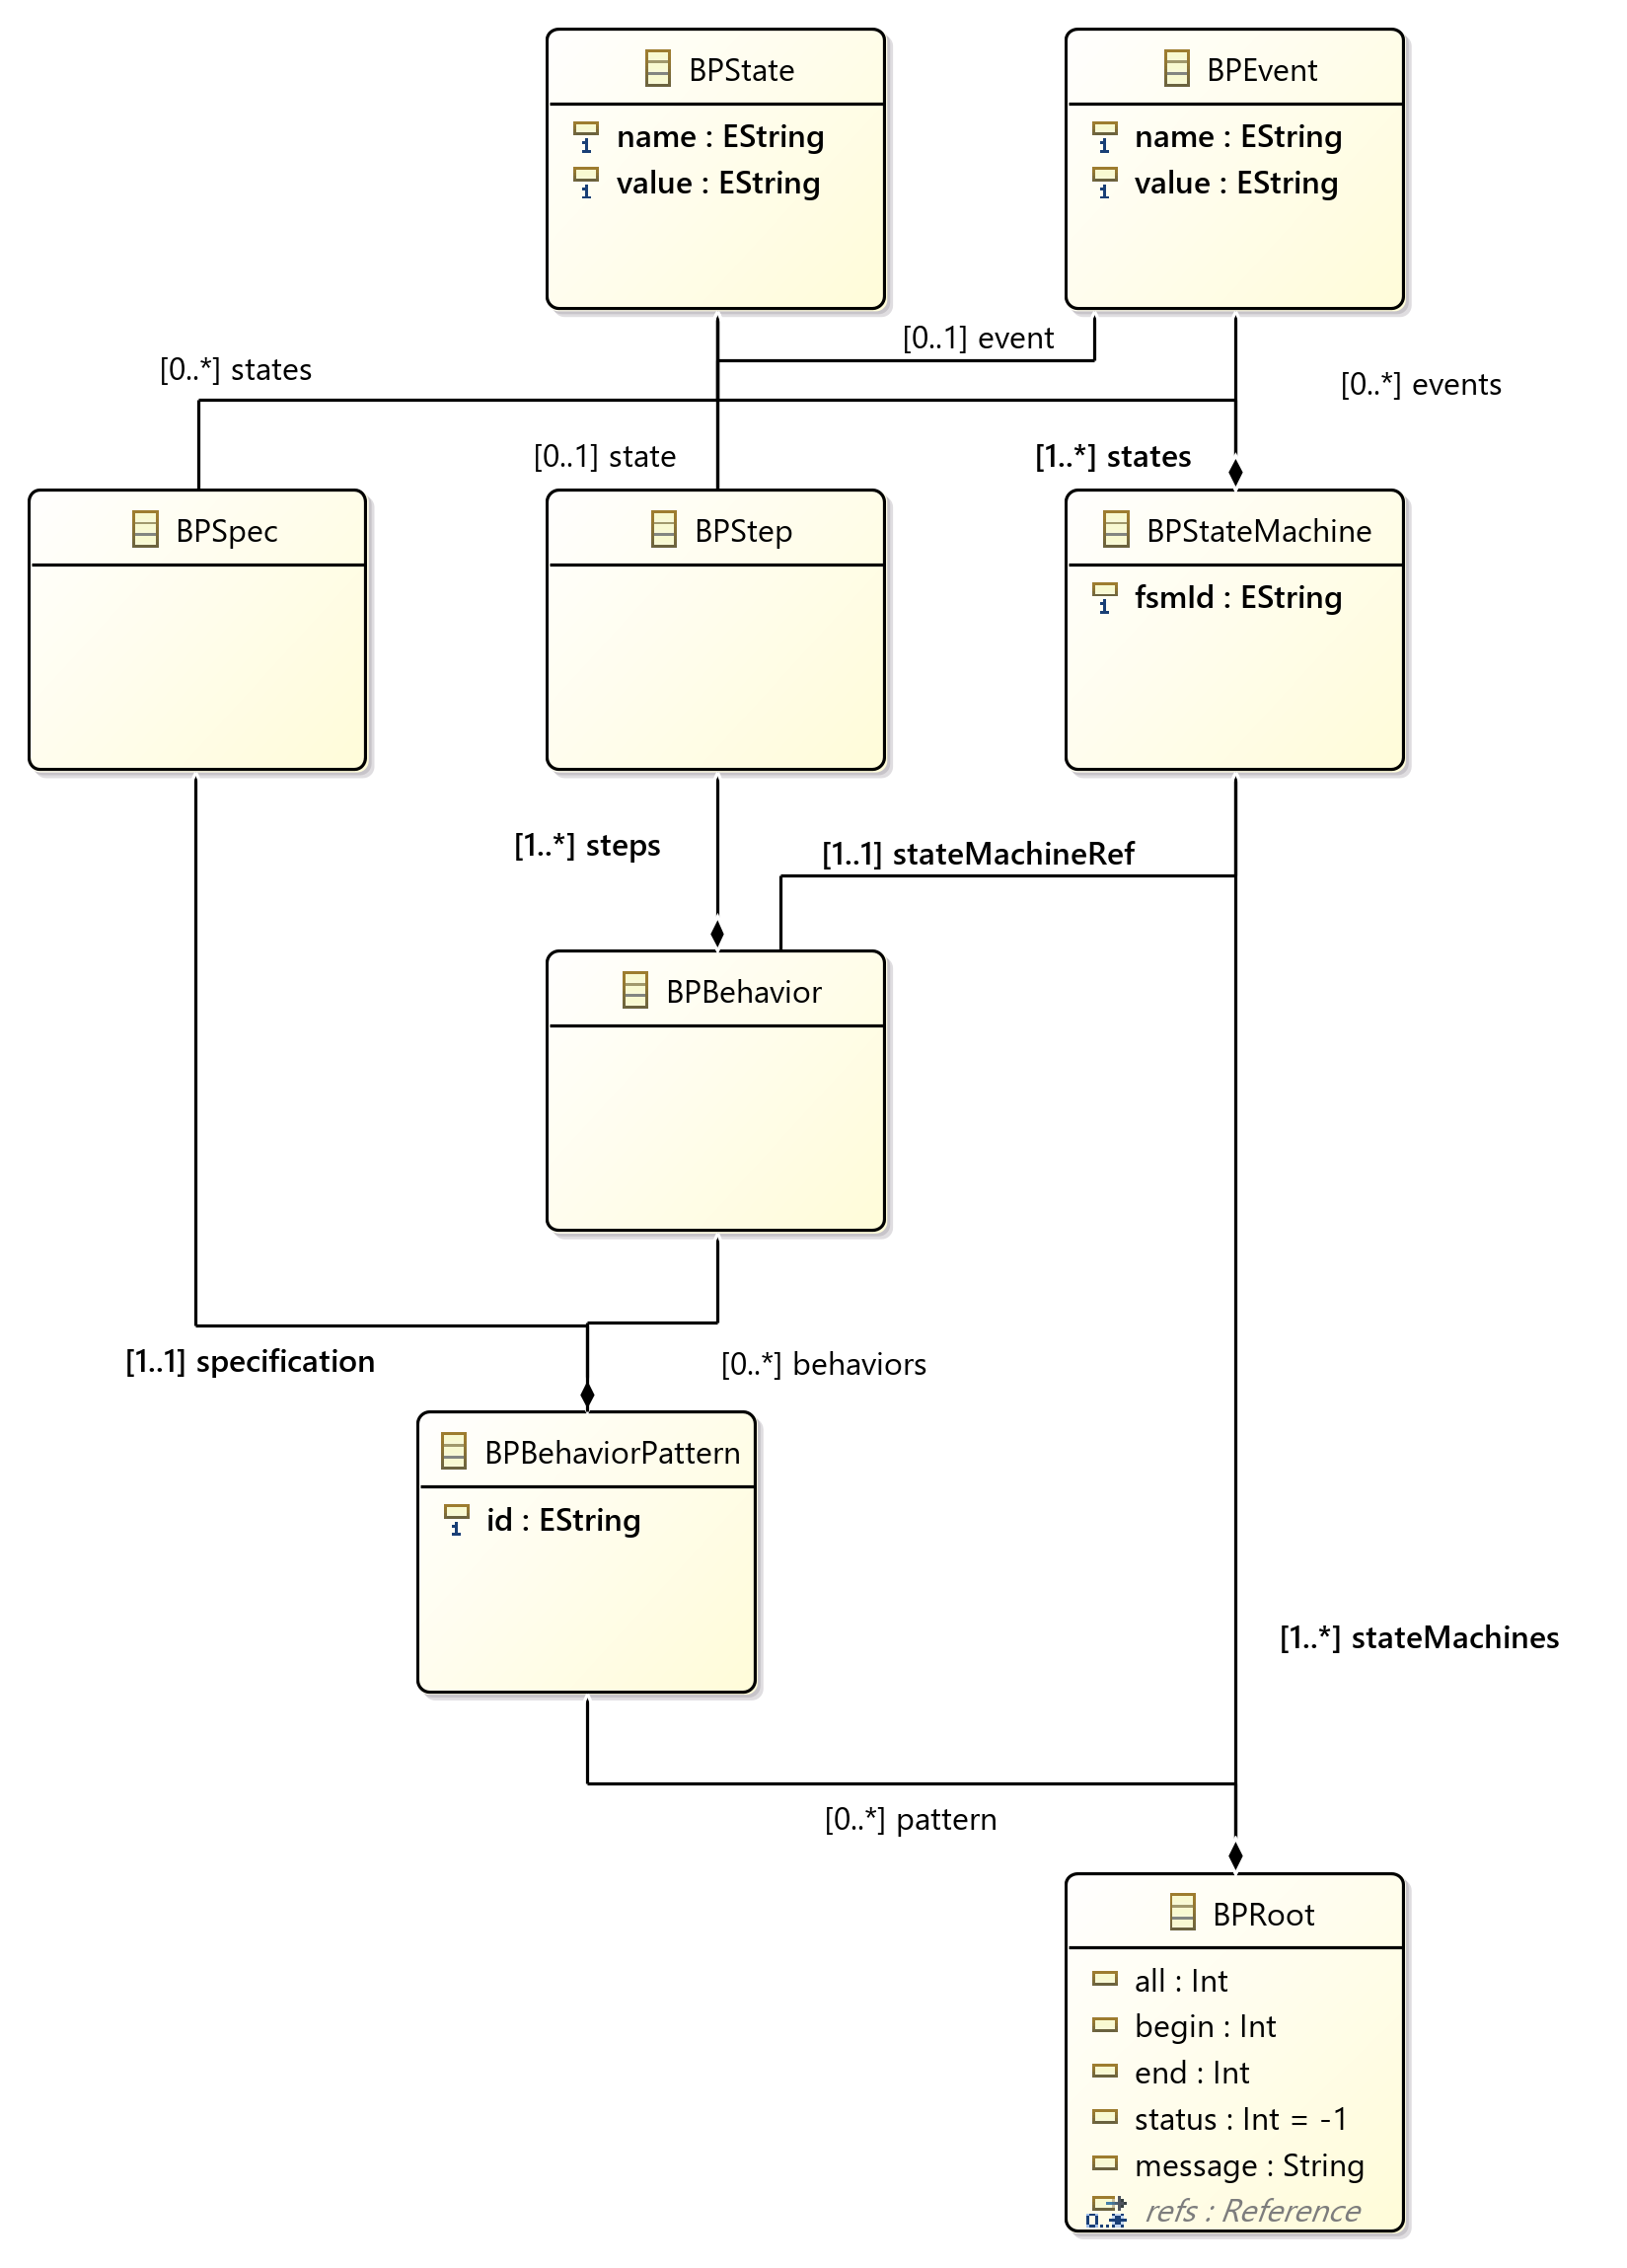 BPState
name : EString
value : EString
BPEvent
name : EString
value : EString
[0..1] event
[0..*] states
[0..*] events
[0..1] state
[1..*] states
BPSpec
BPStep
BPStateMachine
fsmId : EString
[1..*] steps
[1..1] stateMachineRef
BPBehavior
[1..1] specification
[0..*] behaviors
BPBehaviorPattern
id : EString
[1..*] stateMachines
[0..*] pattern
BPRoot
all : Int
begin : Int
end : Int
status : Int = -1
message : String
0..* refs : Reference